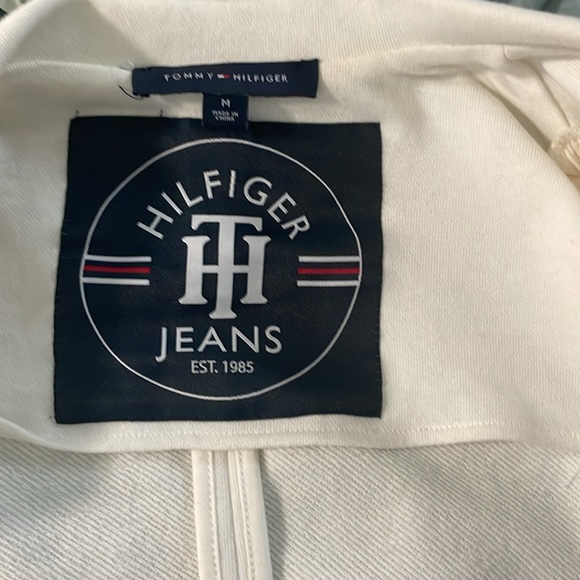 TOMMY HILFIGER
M
MADE IN
CHINA
HILFIGER
TH
JEANS
EST. 1985